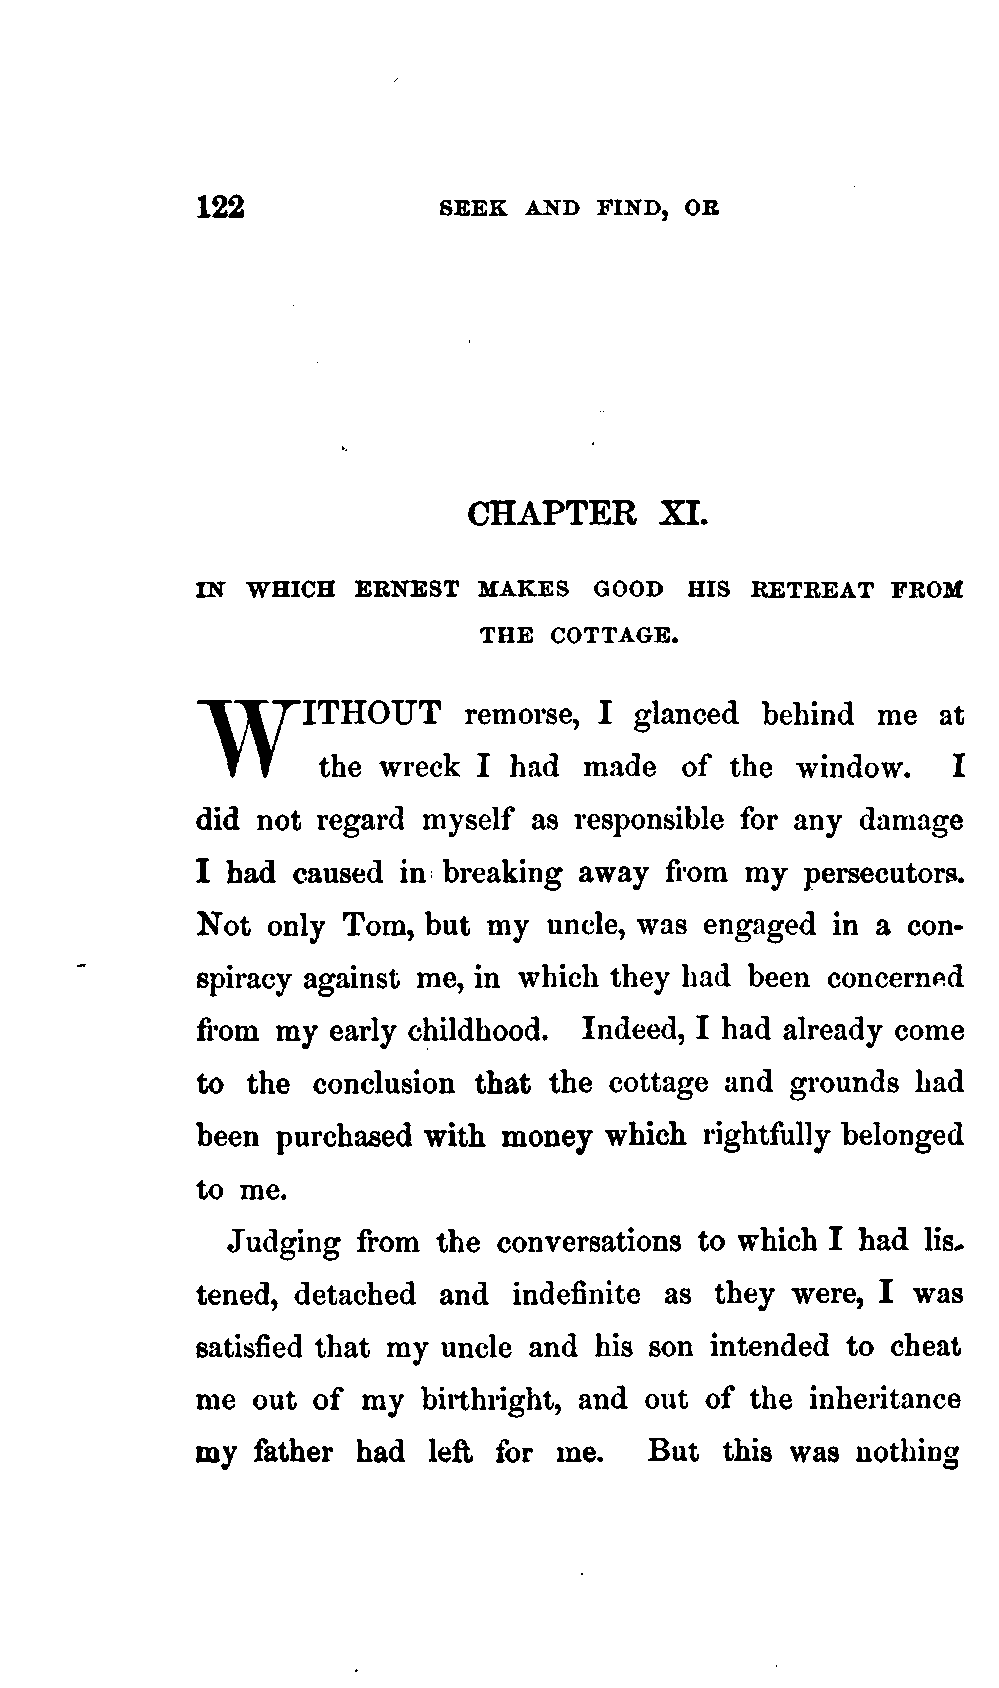 122 SEEK AND FIND, OR
CHAPTER XI.
IN WHICH ERNEST MAKES GOOD HIS RETREAT FROM
THE COTTAGE.
WITHOUT remorse, I glanced behind me at
the wreck I had made of the window. I
did not regard myself as responsible for any damage
I had caused in breaking away from my persecutors.
Not only Tom, but my uncle, was engaged in a con-
spiracy against me, in which they had been concerned
from my early childhood. Indeed, I had already come
to the conclusion that the cottage and grounds had
been purchased with money which rightfully belonged
to me.
Judging from the conversations to which I had lis-
tened, detached and indefinite as they were, I was
satisfied that my uncle and his son intended to cheat
me out of my birthright, and out of the inheritance
my father had left for me. But this was nothing